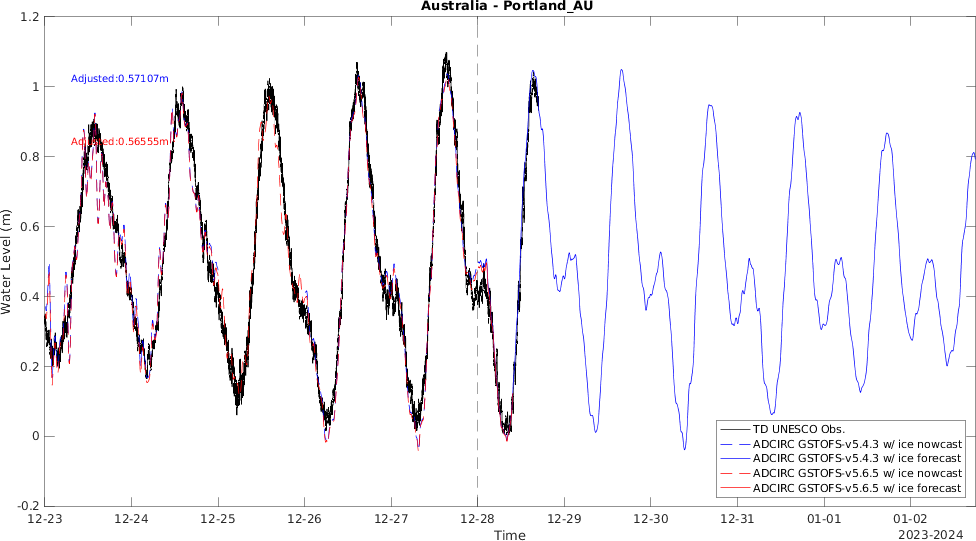 Australia - Portland_AU
1.2
1
0.8
0.6
0.4
0.2
0
-0.2
Water Level (m)
Adjusted:0.57107m
Adjusted:0.56555m
TD UNESCO Obs.
ADCIRC GSTOFS-v5.4.3 w/ ice nowcast
ADCIRC GSTOFS-v5.4.3 w/ ice forecast
ADCIRC GSTOFS-v5.6.5 w/ ice nowcast
ADCIRC GSTOFS-v5.6.5 w/ ice forecast
12-23 12-24 12-25 12-26 12-27 12-28 12-29 12-30 12-31 01-01 01-02
Time
2023-2024